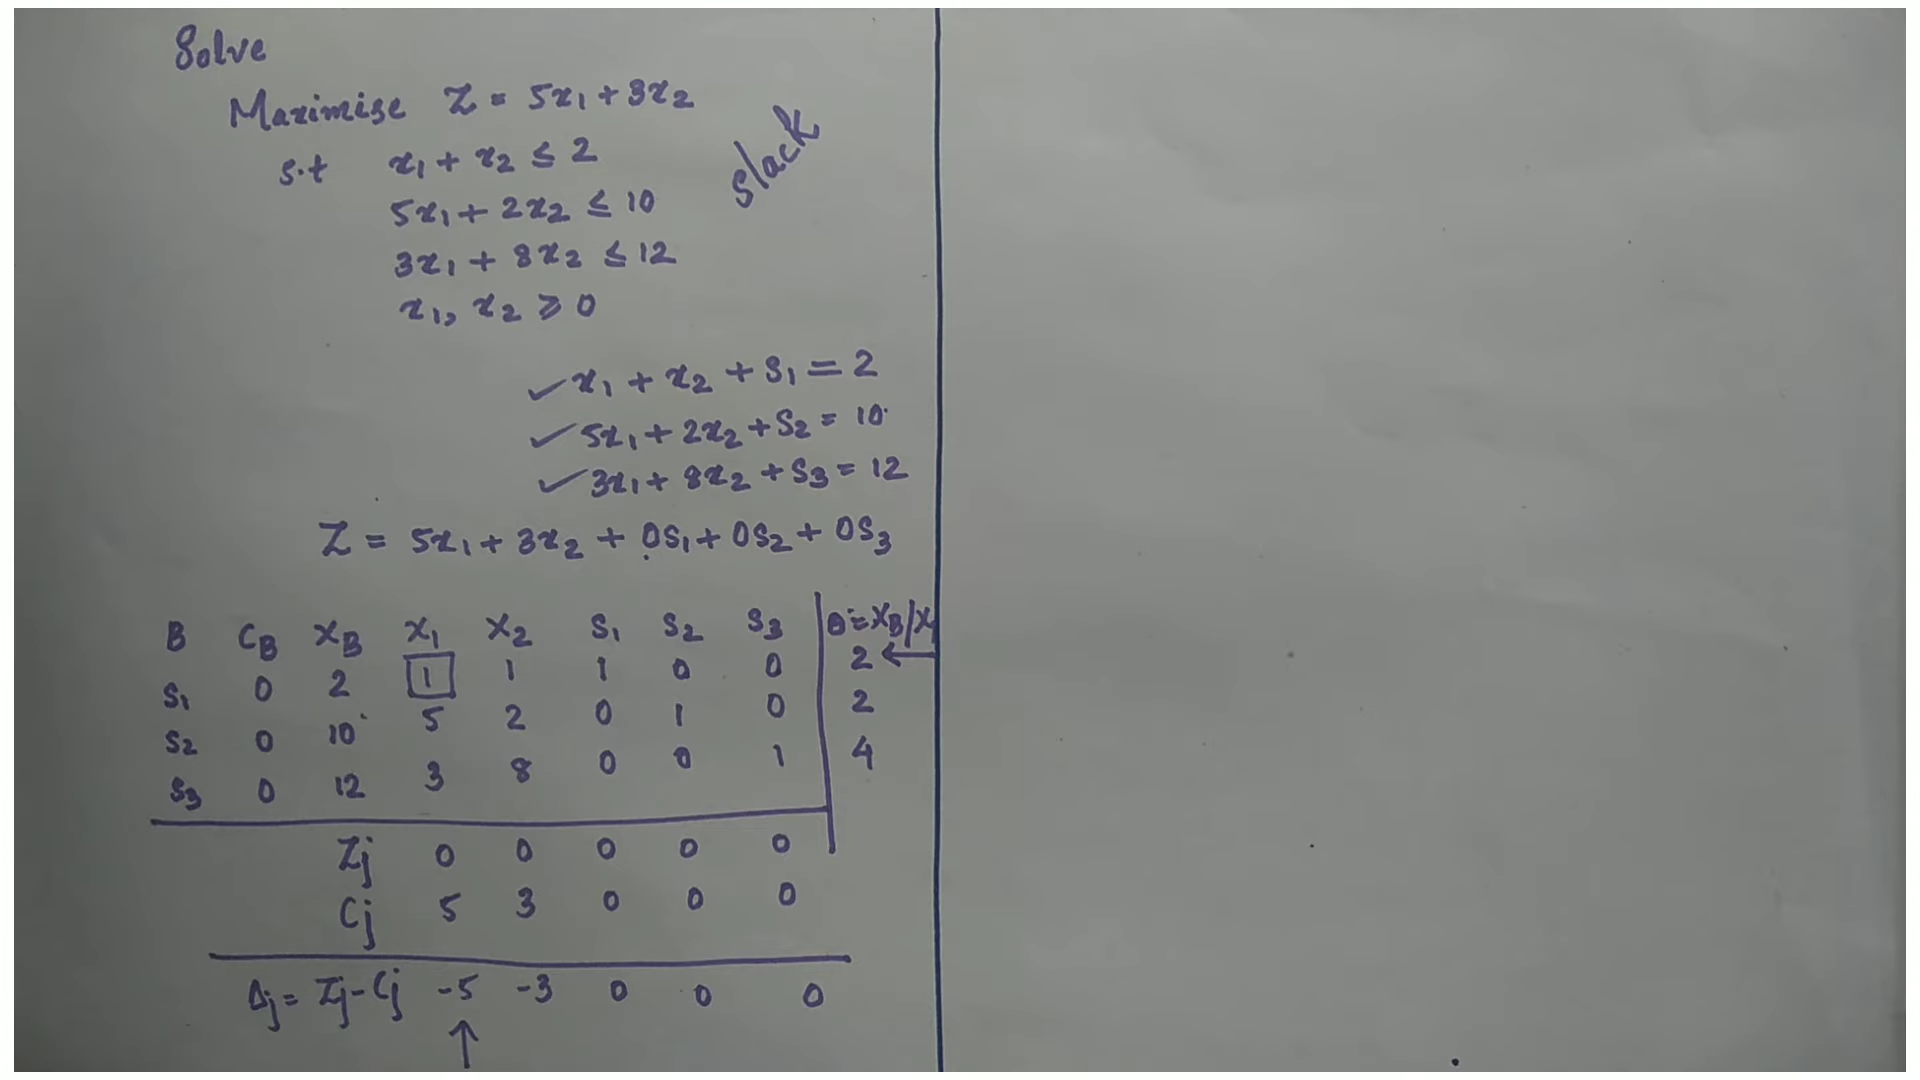 Solve
Maximise Z = 5x₁ + 3x₂
s.t x₁ + x₂ ≤ 2
slack
5x₁ + 2x₂ ≤ 10
3x₁ + 8x₂ ≤ 12
x₁, x₂ ≥ 0
✓ x₁ + x₂ + S₁ = 2
✓ 5x₁ + 2x₂ + S₂ = 10
✓ 3x₁ + 8x₂ + S₃ = 12
Z = 5x₁ + 3x₂ + 0S₁ + 0S₂ + 0S₃
B C_B X_B X₁ X₂ S₁ S₂ S₃ θ = X_B/X₁
S₁ 0 2 1 1 1 0 0 2 ←
S₂ 0 10 5 2 0 1 0 2
S₃ 0 12 3 8 0 0 1 4
Zj 0 0 0 0 0
Cj 5 3 0 0 0
Δj = Zj - Cj -5 -3 0 0 0
↑